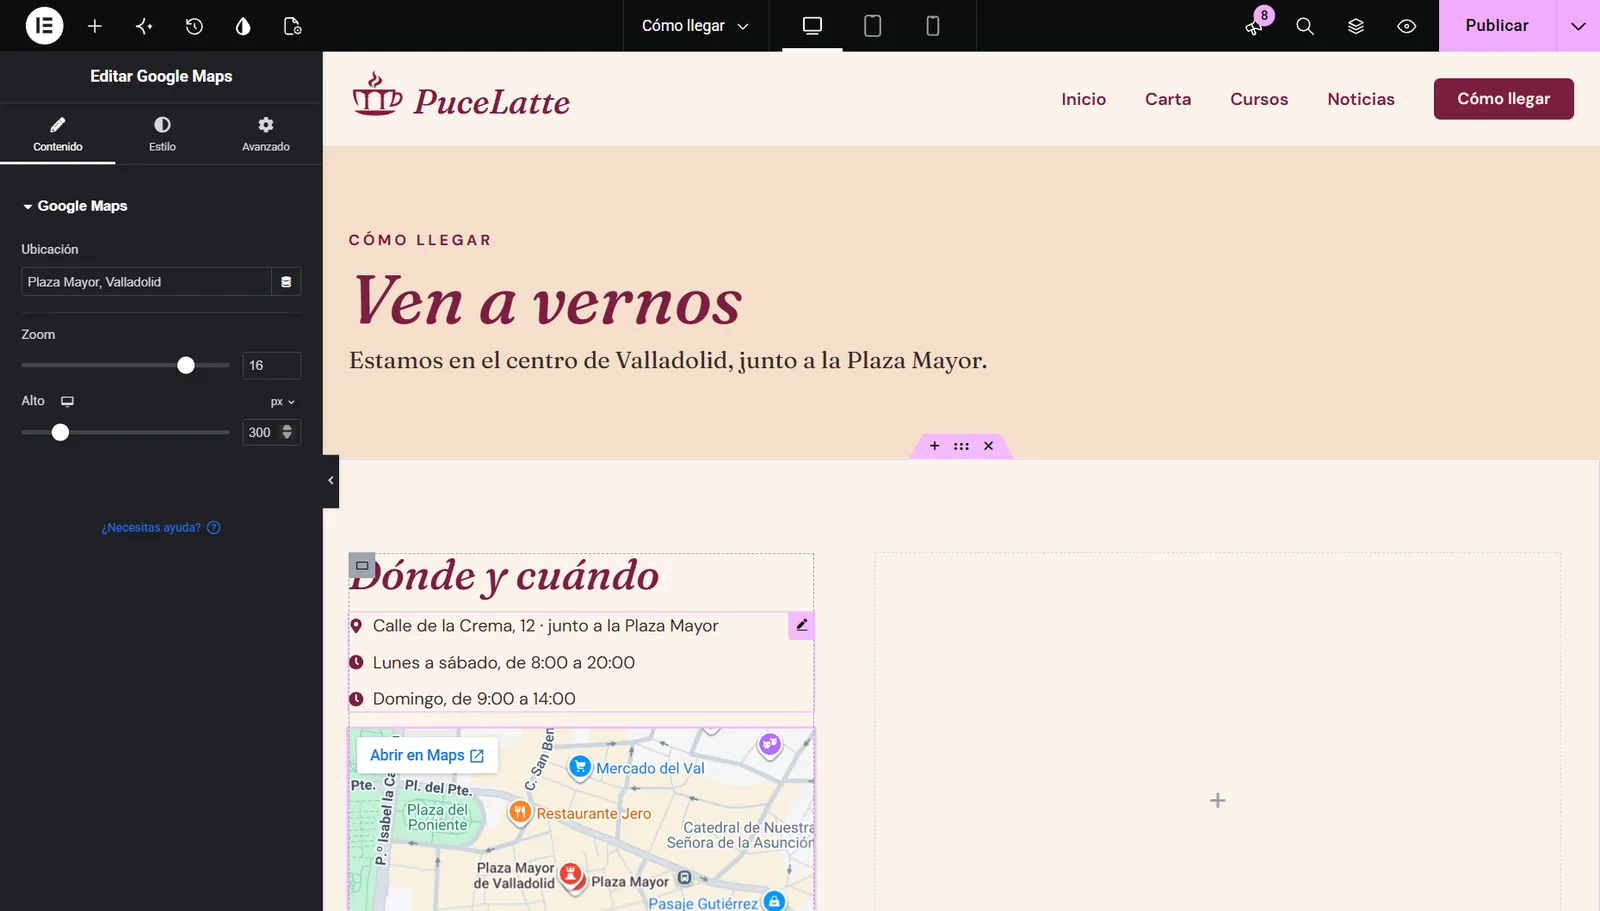 Cómo llegar
8
Publicar
Editar Google Maps
Contenido
Estilo
Avanzado
Google Maps
Ubicación
Plaza Mayor, Valladolid
Zoom
16
Alto
px
300
¿Necesitas ayuda?
PuceLatte
Inicio
Carta
Cursos
Noticias
Cómo llegar
CÓMO LLEGAR
Ven a vernos
Estamos en el centro de Valladolid, junto a la Plaza Mayor.
Dónde y cuándo
Calle de la Crema, 12 · junto a la Plaza Mayor
Lunes a sábado, de 8:00 a 20:00
Domingo, de 9:00 a 14:00
Abrir en Maps
C. San Ben
Mercado del Val
Pte.
Pl. del Pte.
P.º Isabel la Ca
Plaza del
Poniente
Restaurante Jero
Catedral de Nuestra
Señora de la Asunción
Plaza Mayor
de Valladolid
Plaza Mayor
Pasaje Gutiérrez